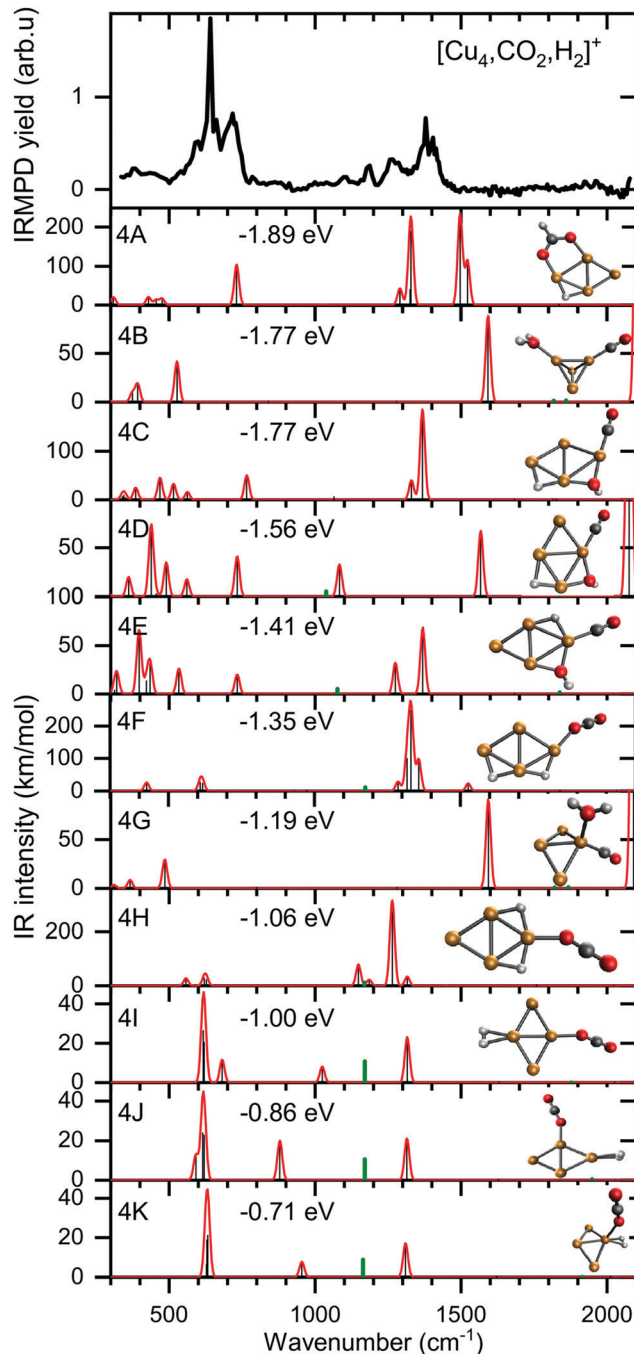 IRMPD yield (arb.u)
[Cu4,CO2,H2]+
1
0
IR intensity (km/mol)
4A -1.89 eV
200
100
0
4B -1.77 eV
50
0
4C -1.77 eV
100
0
4D -1.56 eV
50
100
4E -1.41 eV
50
0
4F -1.35 eV
200
100
0
4G -1.19 eV
50
0
4H -1.06 eV
200
0
4I -1.00 eV
40
20
0
4J -0.86 eV
40
20
0
4K -0.71 eV
40
20
0
500 1000 1500 2000
Wavenumber (cm-1)